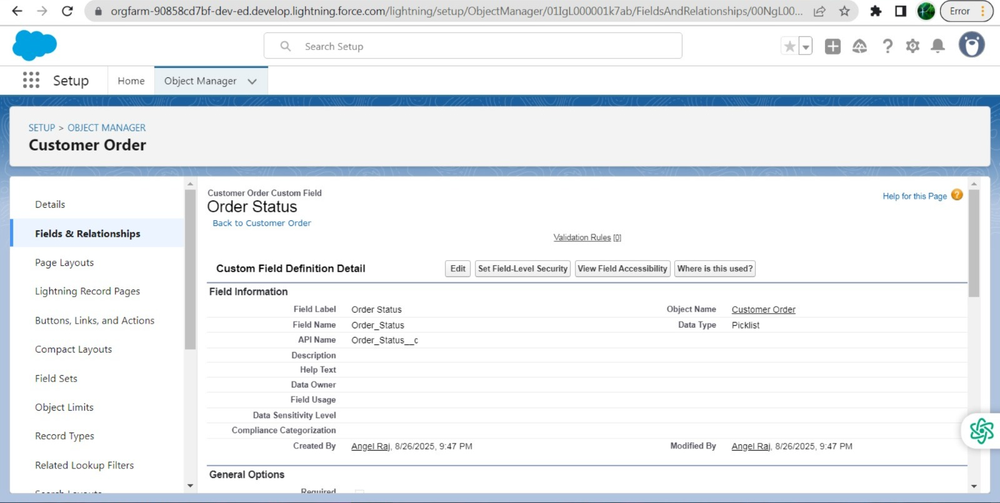 orgfarm-90858cd7bf-dev-ed.develop.lightning.force.com/lightning/setup/ObjectManager/01IgL000001k7ab/FieldsAndRelationships/00NgL00...
Error
Search Setup
Setup
Home
Object Manager
SETUP > OBJECT MANAGER
Customer Order
Details
Fields & Relationships
Page Layouts
Lightning Record Pages
Buttons, Links, and Actions
Compact Layouts
Field Sets
Object Limits
Record Types
Related Lookup Filters
Search Layouts
Customer Order Custom Field
Order Status
Back to Customer Order
Help for this Page
Validation Rules [0]
Custom Field Definition Detail
Edit
Set Field-Level Security
View Field Accessibility
Where is this used?
Field Information
Field Label Order Status Object Name Customer Order
Field Name Order_Status Data Type Picklist
API Name Order_Status__c
Description
Help Text
Data Owner
Field Usage
Data Sensitivity Level
Compliance Categorization
Created By Angel Raj, 8/26/2025, 9:47 PM Modified By Angel Raj, 8/26/2025, 9:47 PM
General Options
Required